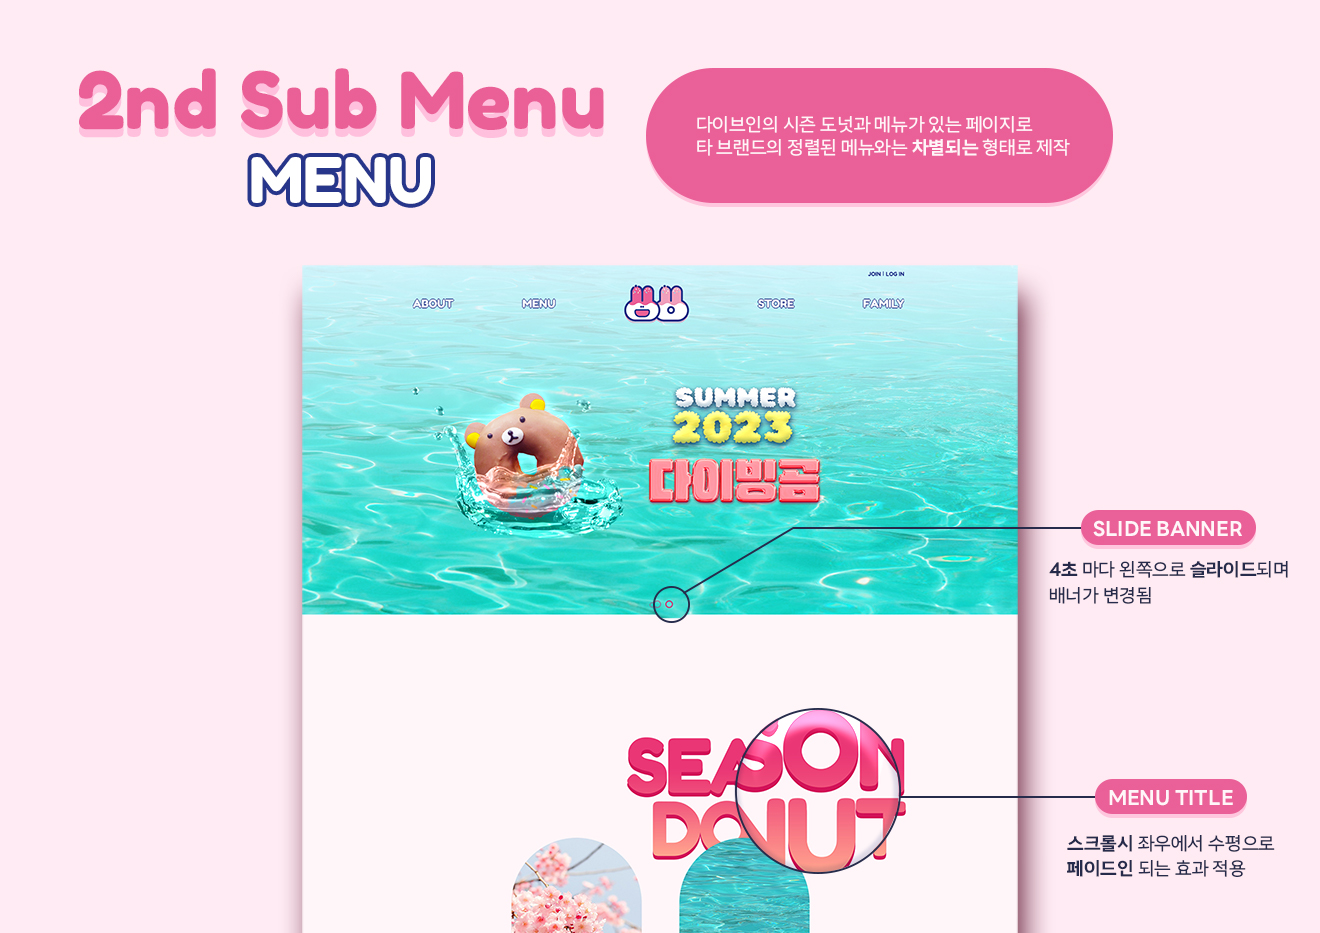 2nd Sub Menu
MENU
다이브인의 시즌 도넛과 메뉴가 있는 페이지로
타 브랜드의 정렬된 메뉴와는 차별되는 형태로 제작
JOIN | LOG IN
ABOUT
MENU
STORE
FAMILY
SUMMER
2023
다이빙곰
SLIDE BANNER
4초 마다 왼쪽으로 슬라이드되며
배너가 변경됨
SEASON
DONUT
MENU TITLE
스크롤시 좌우에서 수평으로
페이드인 되는 효과 적용